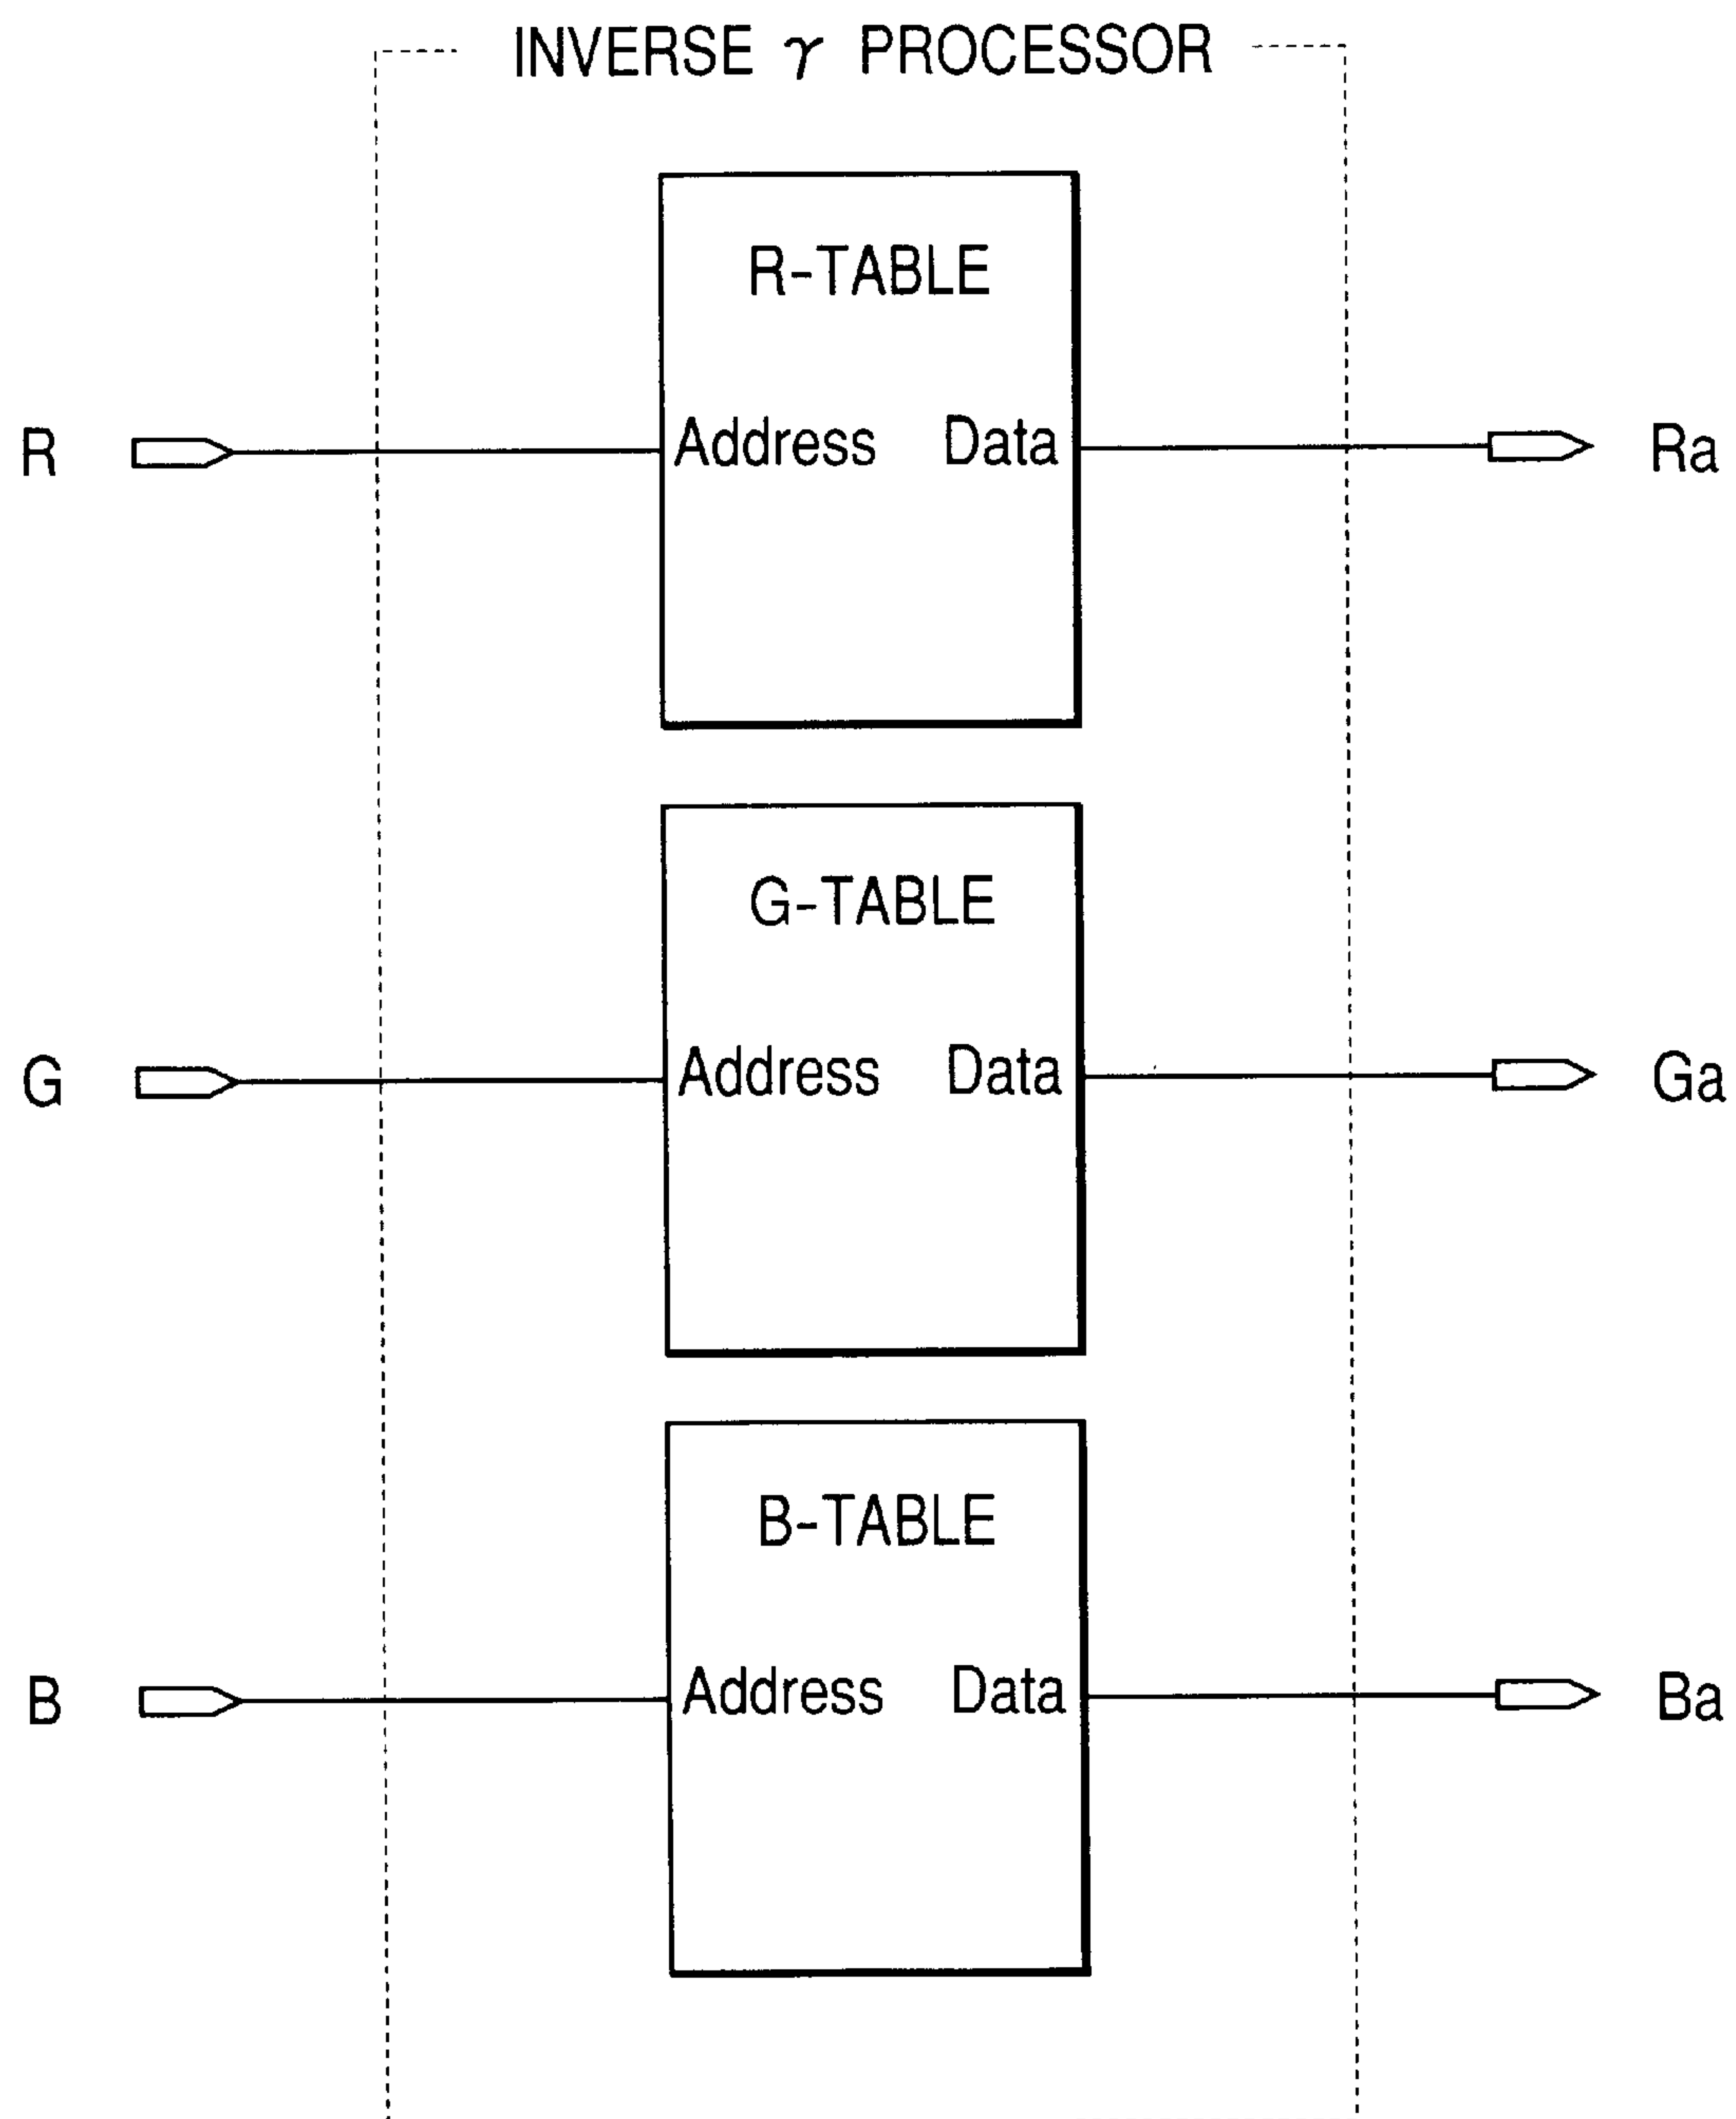 INVERSE γ PROCESSOR
R-TABLE
R Address Data Ra
G-TABLE
G Address Data Ga
B-TABLE
B Address Data Ba